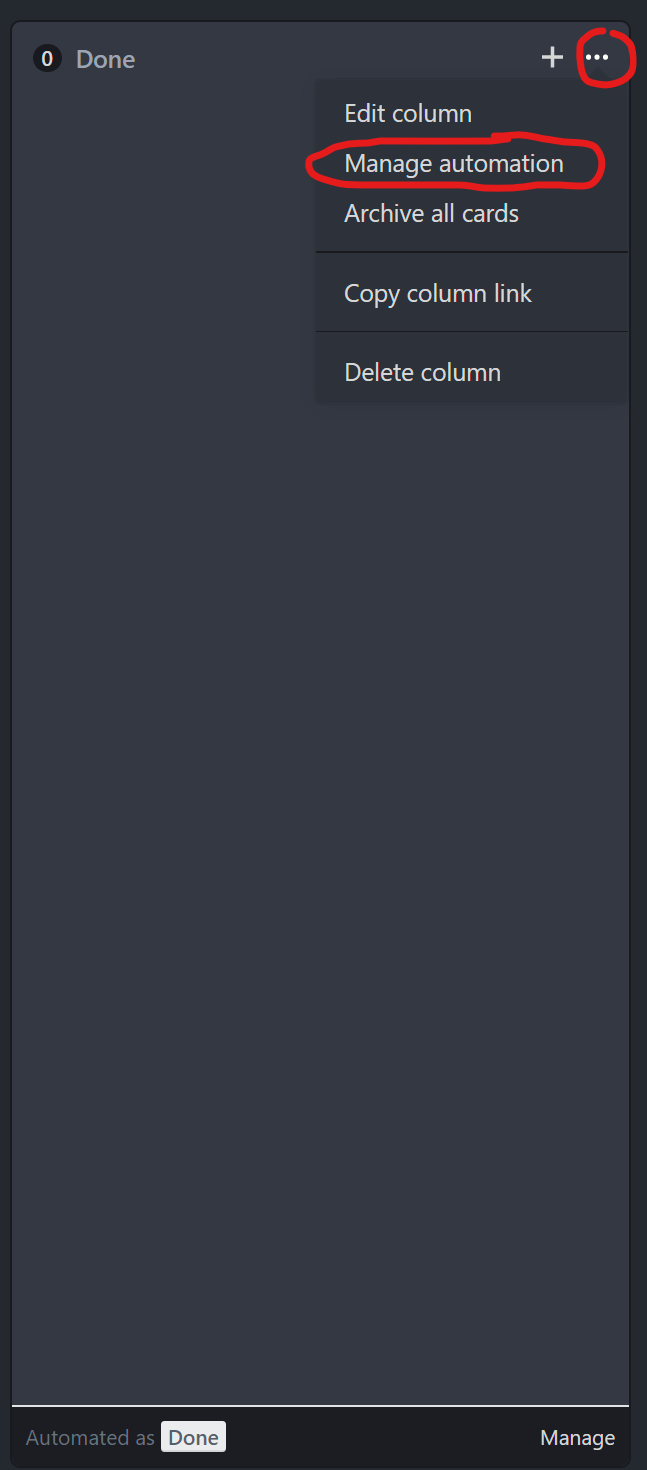 0 Done
Edit column
Manage automation
Archive all cards
Copy column link
Delete column
Automated as Done Manage